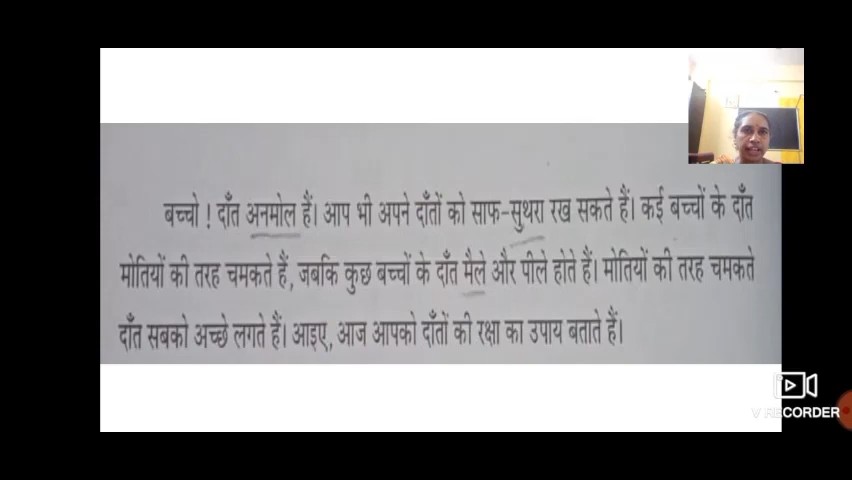 बच्चो ! दाँत अनमोल हैं। आप भी अपने दाँतों को साफ-सुथरा रख सकते हैं। कई बच्चों के दाँत
मोतियों की तरह चमकते हैं, जबकि कुछ बच्चों के दाँत मैले और पीले होते हैं। मोतियों की तरह चमकते
दाँत सबको अच्छे लगते हैं। आइए, आज आपको दाँतों की रक्षा का उपाय बताते हैं।
V RECORDER